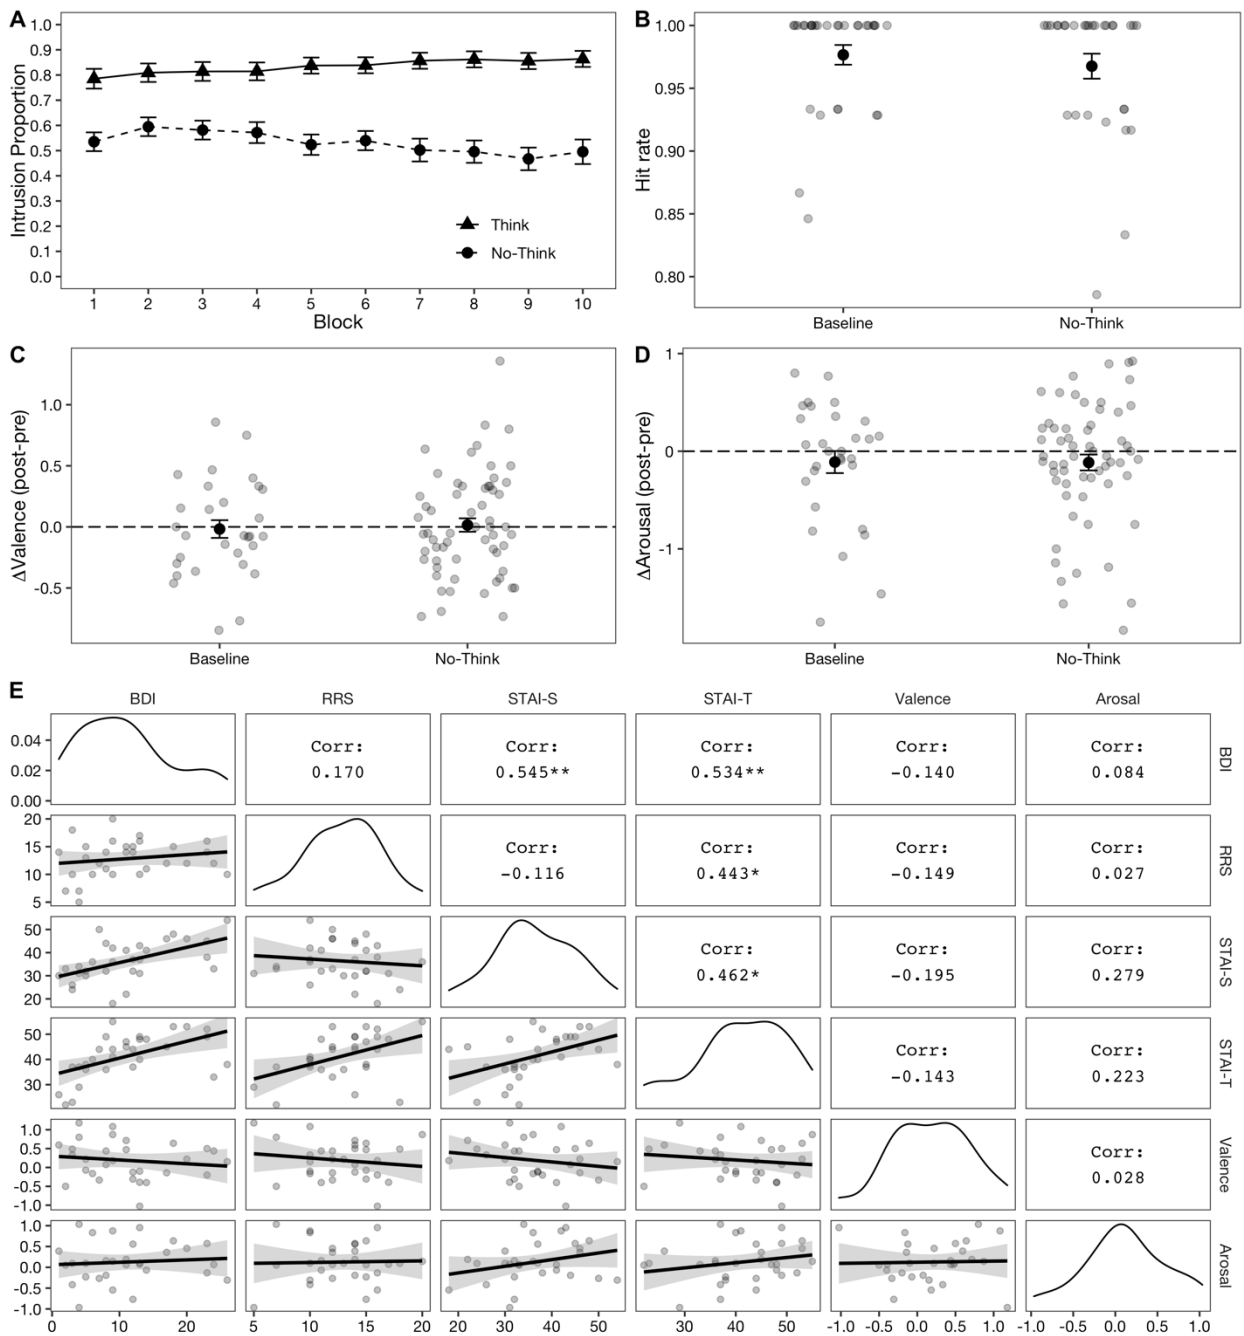 A
Intrusion Proportion
1.0
0.9
0.8
0.7
0.6
0.5
0.4
0.3
0.2
0.1
0.0
Think
No-Think
1 2 3 4 5 6 7 8 9 10
Block
B
Hit rate
1.00
0.95
0.90
0.85
0.80
Baseline No-Think
C
ΔValence (post-pre)
1.0
0.5
0.0
-0.5
Baseline No-Think
D
ΔArousal (post-pre)
1
0
-1
Baseline No-Think
E
BDI RRS STAI-S STAI-T Valence Arosal
0.04
0.02
0.00
Corr: Corr: Corr: Corr: Corr:
0.170 0.545** 0.534** -0.140 0.084
BDI
20
15
10
5
Corr: Corr: Corr: Corr:
-0.116 0.443* -0.149 0.027
RRS
50
40
30
20
Corr: Corr: Corr:
0.462* -0.195 0.279
STAI-S
50
40
30
Corr: Corr:
-0.143 0.223
STAI-T
1.0
0.5
0.0
-0.5
-1.0
Corr:
0.028
Valence
1.0
0.5
0.0
-0.5
-1.0
Arosal
0 10 20 5 10 15 20 20 30 40 50 30 40 50 -1.0 -0.5 0.0 0.5 1.0 -1.0 -0.5 0.0 0.5 1.0